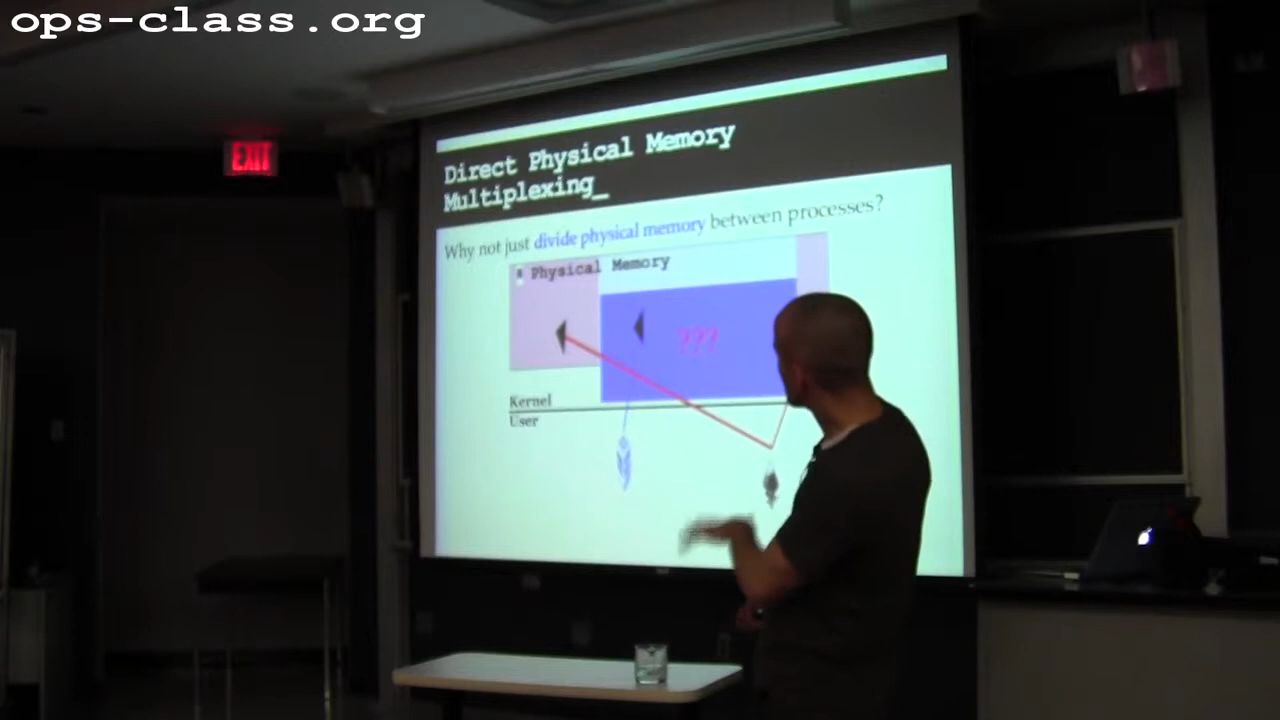 ops-class.org
EXIT
Direct Physical Memory
Multiplexing_
Why not just divide physical memory between processes?
Physical Memory
???
Kernel
User